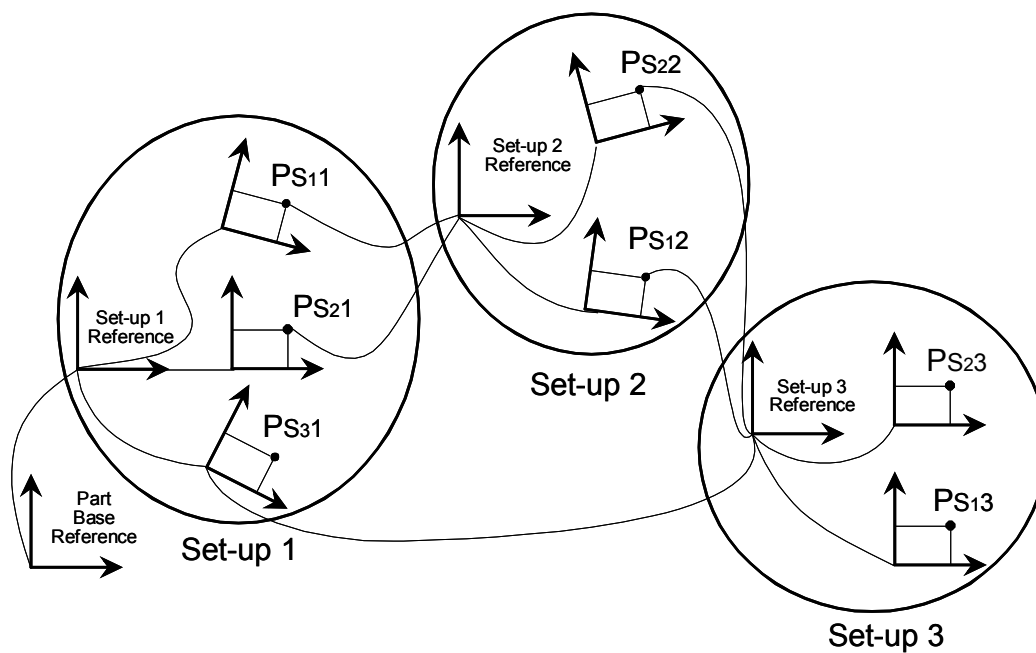 PS22
Set-up 2
Reference
PS11
PS12
PS21
Set-up 1
Reference
PS23
Set-up 2
Set-up 3
Reference
PS31
Part
Base
Reference
PS13
Set-up 1
Set-up 3